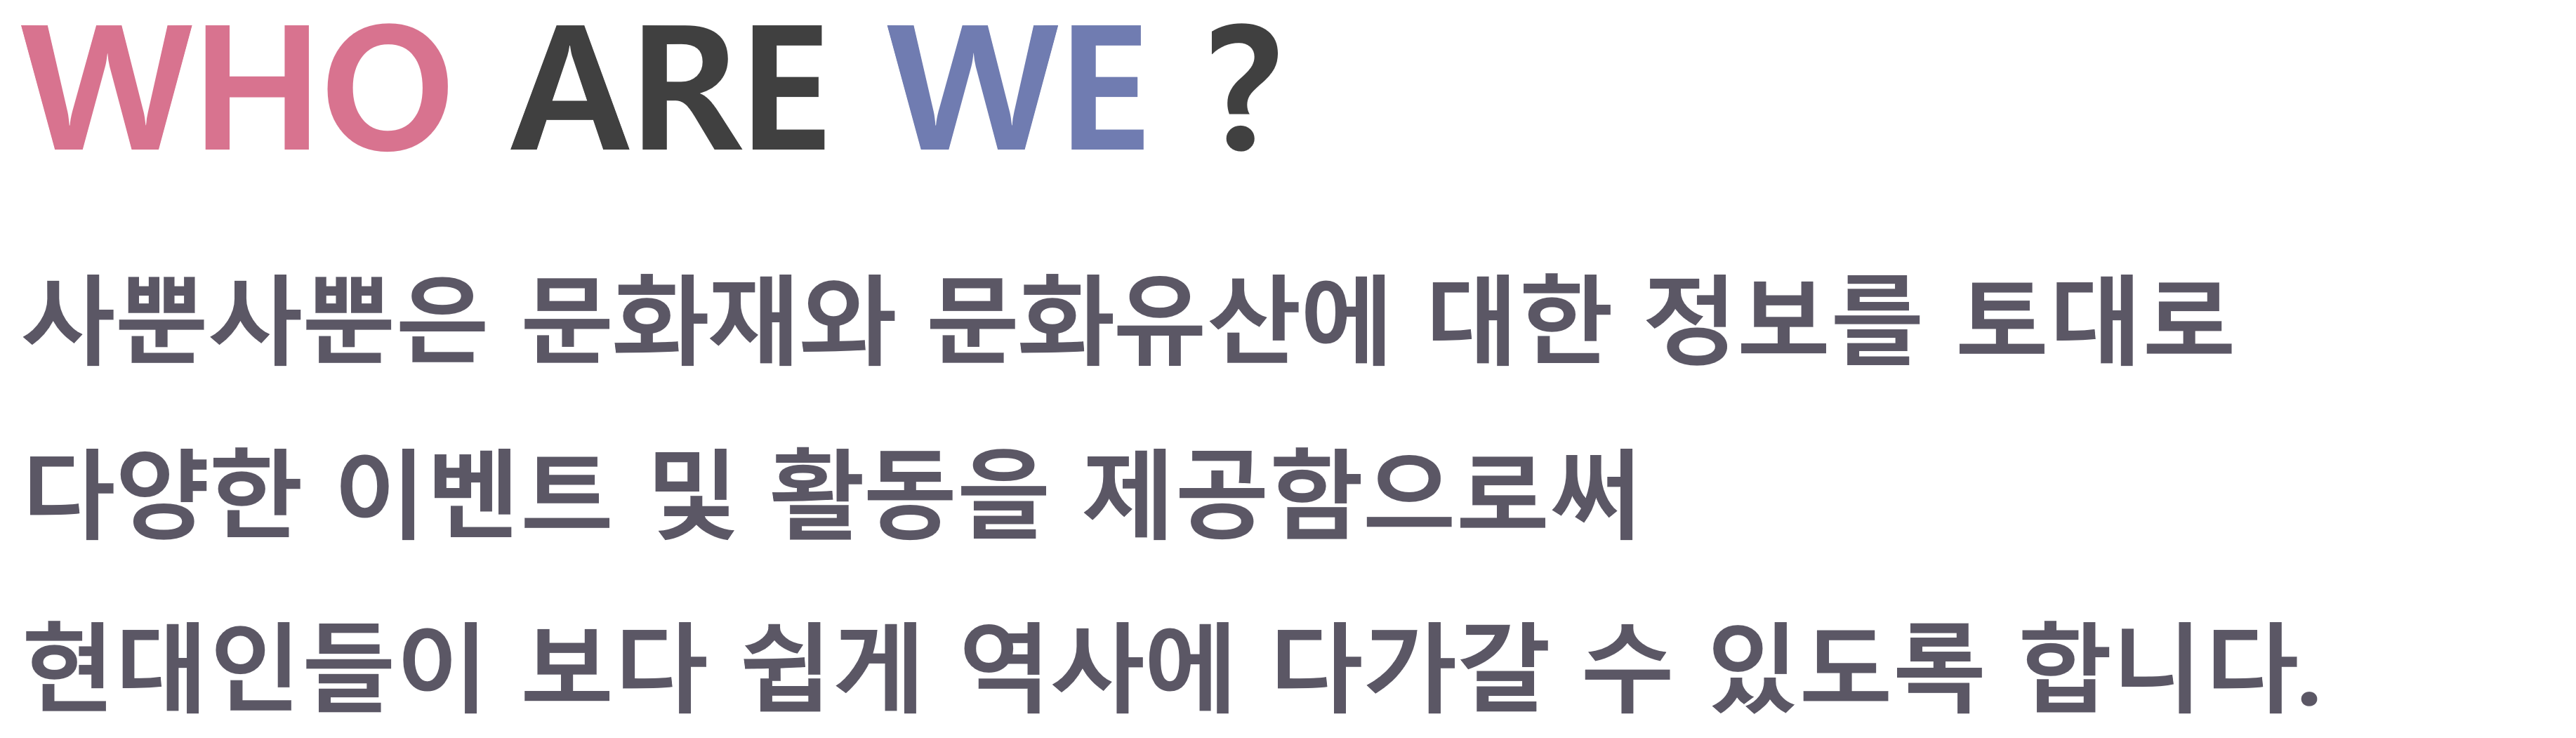 WHO ARE WE ?
사뿐사뿐은 문화재와 문화유산에 대한 정보를 토대로
다양한 이벤트 및 활동을 제공함으로써
현대인들이 보다 쉽게 역사에 다가갈 수 있도록 합니다.